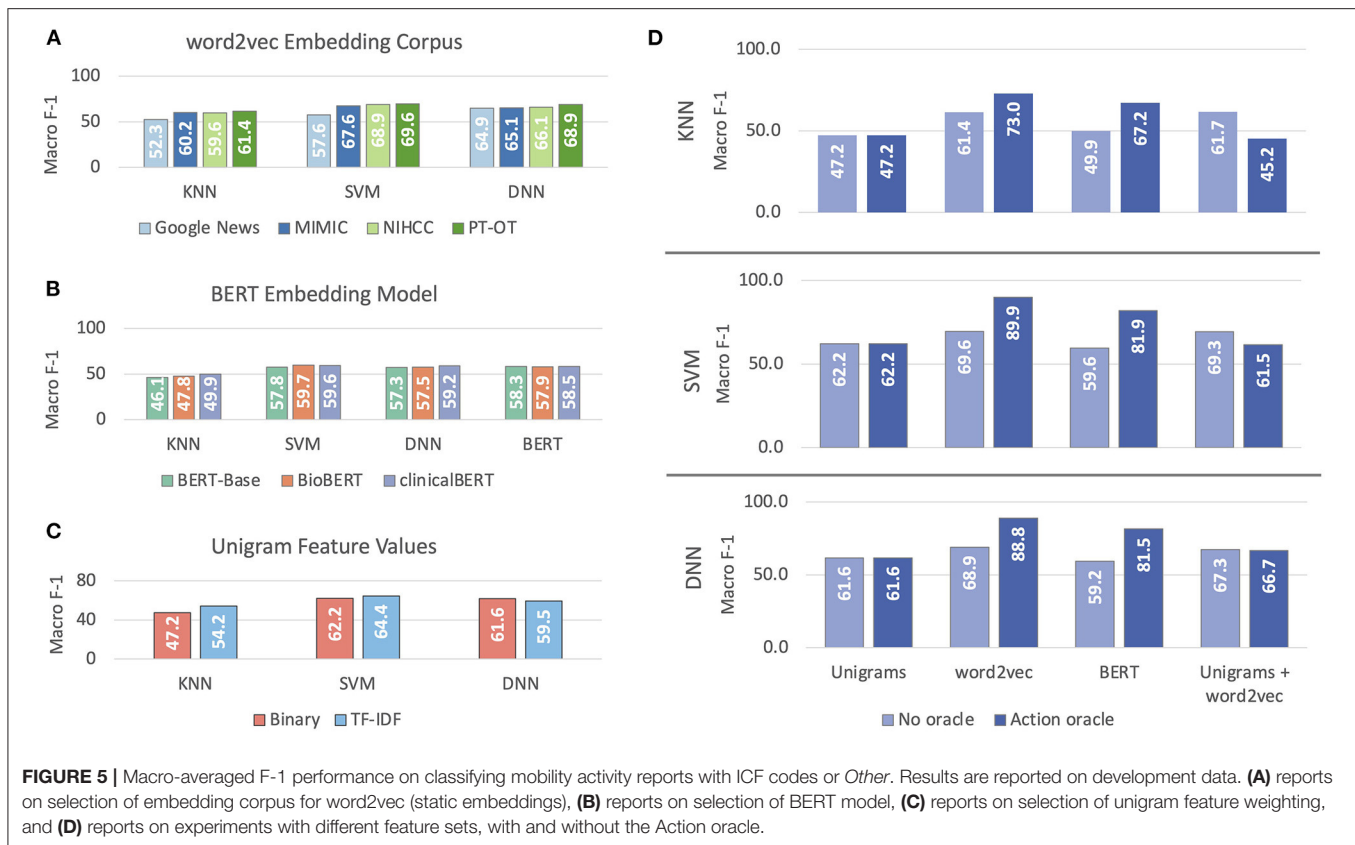 A
word2vec Embedding Corpus
Macro F-1
100
50
0
52.3
60.2
59.6
61.4
57.6
67.6
68.9
69.6
64.9
65.1
66.1
68.9
KNN
SVM
DNN
Google News
MIMIC
NIHCC
PT-OT
B
BERT Embedding Model
Macro F-1
100
50
0
46.1
47.8
49.9
57.8
59.7
59.6
57.3
57.5
59.2
58.3
57.9
58.5
KNN
SVM
DNN
BERT
BERT-Base
BioBERT
clinicalBERT
C
Unigram Feature Values
Macro F-1
80
40
0
47.2
54.2
62.2
64.4
61.6
59.5
KNN
SVM
DNN
Binary
TF-IDF
D
KNN
Macro F-1
100.0
50.0
0.0
47.2
47.2
61.4
73.0
49.9
67.2
61.7
45.2
SVM
Macro F-1
100.0
50.0
0.0
62.2
62.2
69.6
89.9
59.6
81.9
69.3
61.5
DNN
Macro F-1
100.0
50.0
0.0
61.6
61.6
68.9
88.8
59.2
81.5
67.3
66.7
Unigrams
word2vec
BERT
Unigrams +
word2vec
No oracle
Action oracle
FIGURE 5 | Macro-averaged F-1 performance on classifying mobility activity reports with ICF codes or Other. Results are reported on development data. (A) reports
on selection of embedding corpus for word2vec (static embeddings), (B) reports on selection of BERT model, (C) reports on selection of unigram feature weighting,
and (D) reports on experiments with different feature sets, with and without the Action oracle.